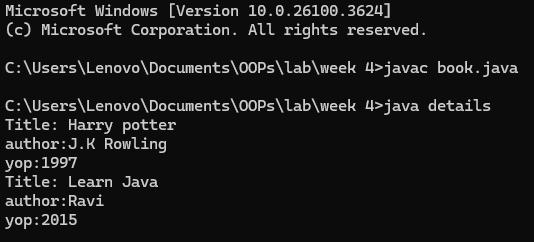 Microsoft Windows [Version 10.0.26100.3624]
(c) Microsoft Corporation. All rights reserved.
C:\Users\Lenovo\Documents\OOPs\lab\week 4>javac book.java
C:\Users\Lenovo\Documents\OOPs\lab\week 4>java details
Title: Harry potter
author:J.K Rowling
yop:1997
Title: Learn Java
author:Ravi
yop:2015